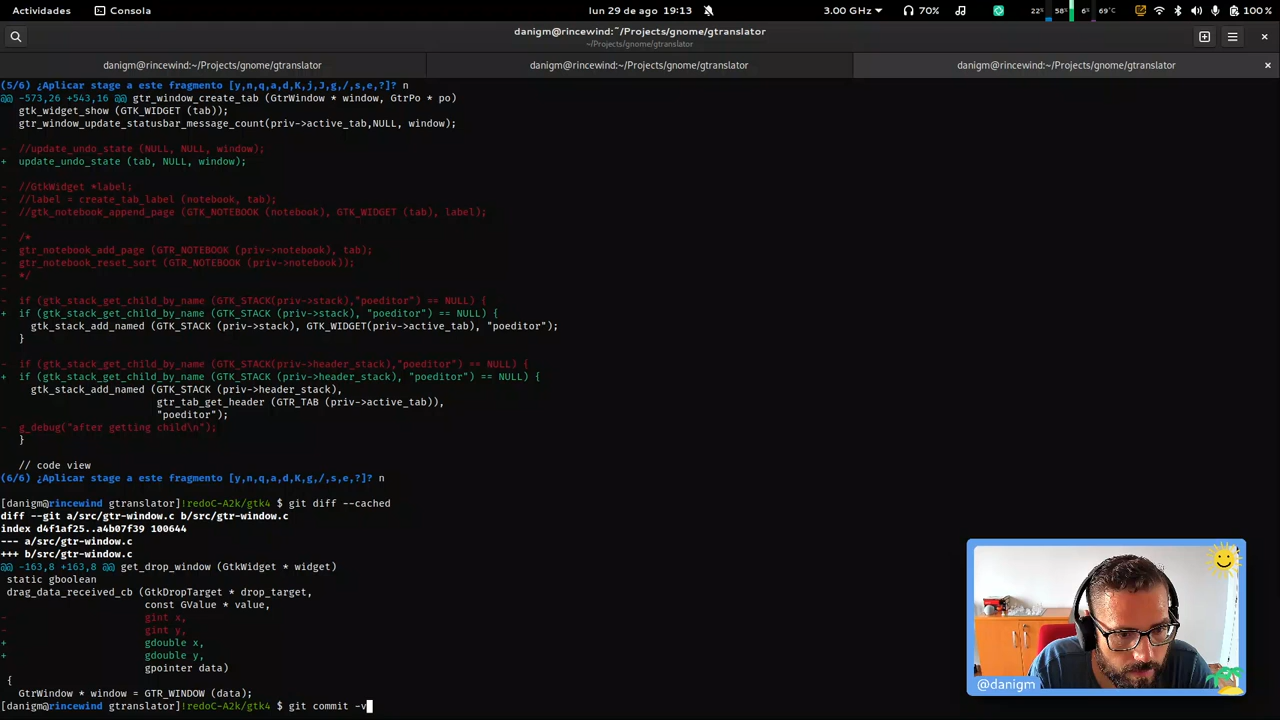 Actividades
Consola
lun 29 de ago 19:13
3.00 GHz
70%
22%
58%
6%
69°C
100 %
danigm@rincewind:~/Projects/gnome/gtranslator
~/Projects/gnome/gtranslator
danigm@rincewind:~/Projects/gnome/gtranslator
danigm@rincewind:~/Projects/gnome/gtranslator
danigm@rincewind:~/Projects/gnome/gtranslator
(5/6) ¿Aplicar stage a este fragmento [y,n,q,a,d,K,j,J,g,/,s,e,?]? n
@@ -573,26 +543,16 @@ gtr_window_create_tab (GtrWindow * window, GtrPo * po)
gtk_widget_show (GTK_WIDGET (tab));
gtr_window_update_statusbar_message_count(priv->active_tab,NULL, window);
- //update_undo_state (NULL, NULL, window);
+ update_undo_state (tab, NULL, window);
- //GtkWidget *label;
- //label = create_tab_label (notebook, tab);
- //gtk_notebook_append_page (GTK_NOTEBOOK (notebook), GTK_WIDGET (tab), label);
-
- /*
- gtr_notebook_add_page (GTR_NOTEBOOK (priv->notebook), tab);
- gtr_notebook_reset_sort (GTR_NOTEBOOK (priv->notebook));
- */
-
- if (gtk_stack_get_child_by_name (GTK_STACK(priv->stack),"poeditor") == NULL) {
+ if (gtk_stack_get_child_by_name (GTK_STACK (priv->stack), "poeditor") == NULL) {
gtk_stack_add_named (GTK_STACK (priv->stack), GTK_WIDGET(priv->active_tab), "poeditor");
}
- if (gtk_stack_get_child_by_name (GTK_STACK(priv->header_stack),"poeditor") == NULL) {
+ if (gtk_stack_get_child_by_name (GTK_STACK (priv->header_stack), "poeditor") == NULL) {
gtk_stack_add_named (GTK_STACK (priv->header_stack),
gtr_tab_get_header (GTR_TAB (priv->active_tab)),
"poeditor");
- g_debug("after getting child\n");
}
// code view
(6/6) ¿Aplicar stage a este fragmento [y,n,q,a,d,K,g,/,s,e,?]? n
[danigm@rincewind gtranslator]!redoC-A2k/gtk4 $ git diff --cached
diff --git a/src/gtr-window.c b/src/gtr-window.c
index d4f1af25..a4b07f39 100644
--- a/src/gtr-window.c
+++ b/src/gtr-window.c
@@ -163,8 +163,8 @@ get_drop_window (GtkWidget * widget)
static gboolean
drag_data_received_cb (GtkDropTarget * drop_target,
const GValue * value,
- gint x,
- gint y,
+ gdouble x,
+ gdouble y,
gpointer data)
{
GtrWindow * window = GTR_WINDOW (data);
[danigm@rincewind gtranslator]!redoC-A2k/gtk4 $ git commit -v
@danigm